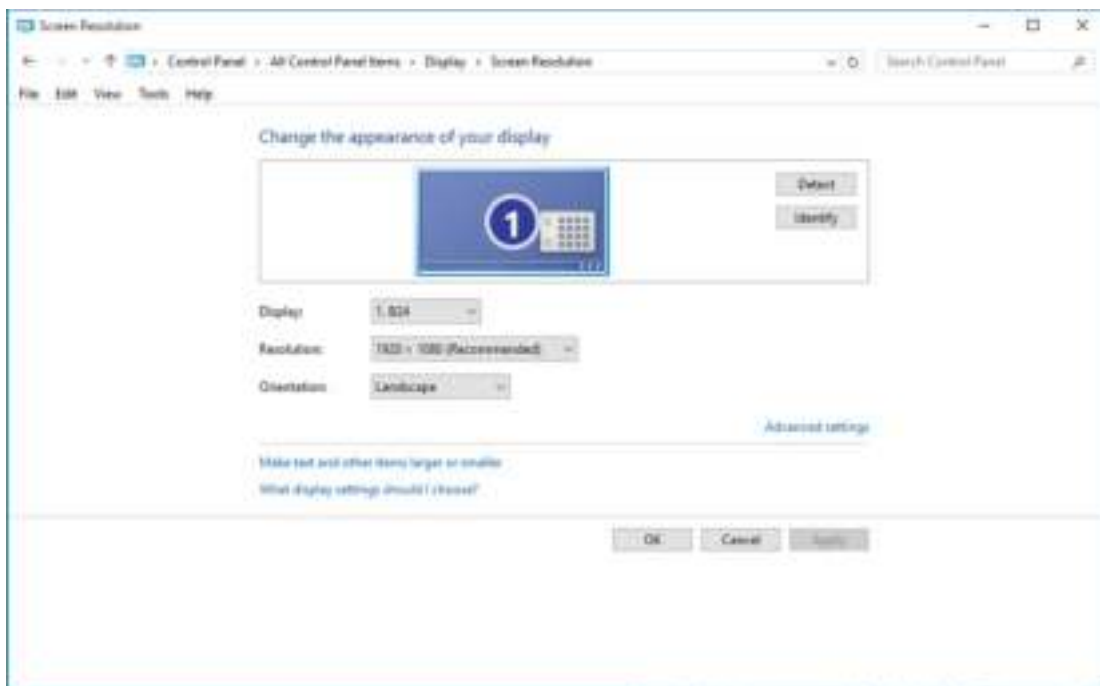 Screen Resolution
Control Panel > All Control Panel Items > Display > Screen Resolution
Search Control Panel
File Edit View Tools Help
Change the appearance of your display
1
Detect
Identify
Display: 1. B24
Resolution: 1920 × 1080 (Recommended)
Orientation: Landscape
Advanced settings
Make text and other items larger or smaller
What display settings should I choose?
OK Cancel Apply